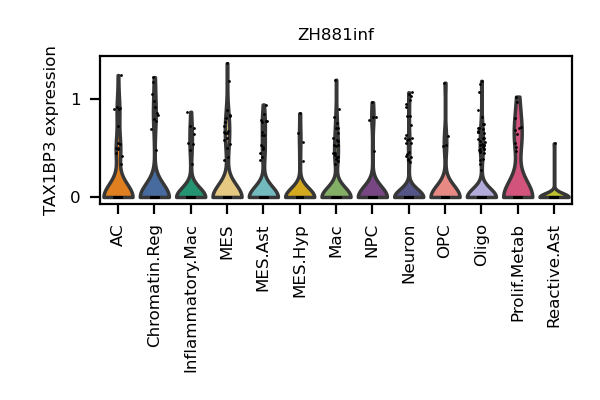 ZH881inf
TAX1BP3 expression
1
0
AC
Chromatin.Reg
Inflammatory.Mac
MES
MES.Ast
MES.Hyp
Mac
NPC
Neuron
OPC
Oligo
Prolif.Metab
Reactive.Ast